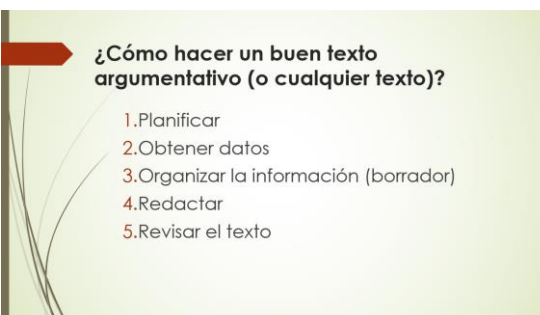 ¿Cómo hacer un buen texto
argumentativo (o cualquier texto)?
1.Planificar
2.Obtener datos
3.Organizar la información (borrador)
4.Redactar
5.Revisar el texto